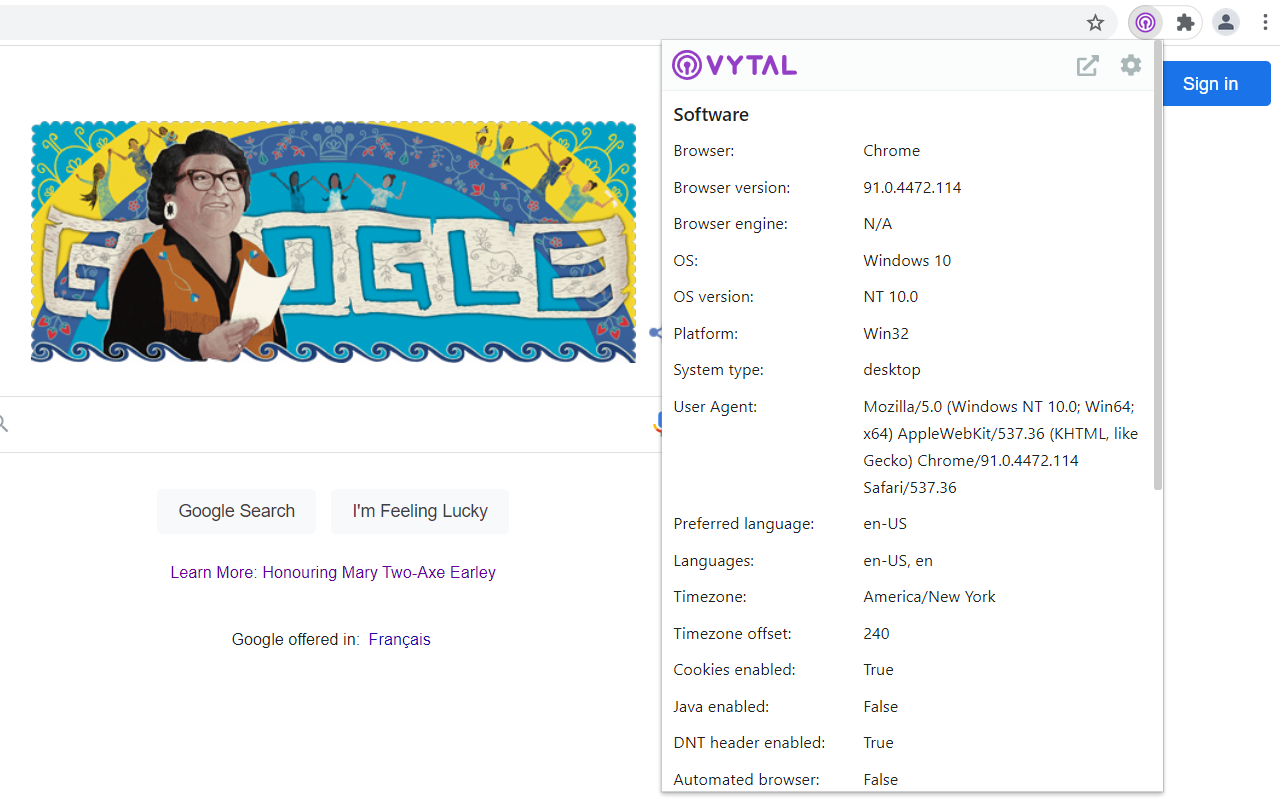 VYTAL
Sign in
GOOGLE
Software
Browser: Chrome
Browser version: 91.0.4472.114
Browser engine: N/A
OS: Windows 10
OS version: NT 10.0
Platform: Win32
System type: desktop
User Agent: Mozilla/5.0 (Windows NT 10.0; Win64;
x64) AppleWebKit/537.36 (KHTML, like
Gecko) Chrome/91.0.4472.114
Safari/537.36
Preferred language: en-US
Languages: en-US, en
Timezone: America/New York
Timezone offset: 240
Cookies enabled: True
Java enabled: False
DNT header enabled: True
Automated browser: False
Google Search
I'm Feeling Lucky
Learn More: Honouring Mary Two-Axe Earley
Google offered in: Français